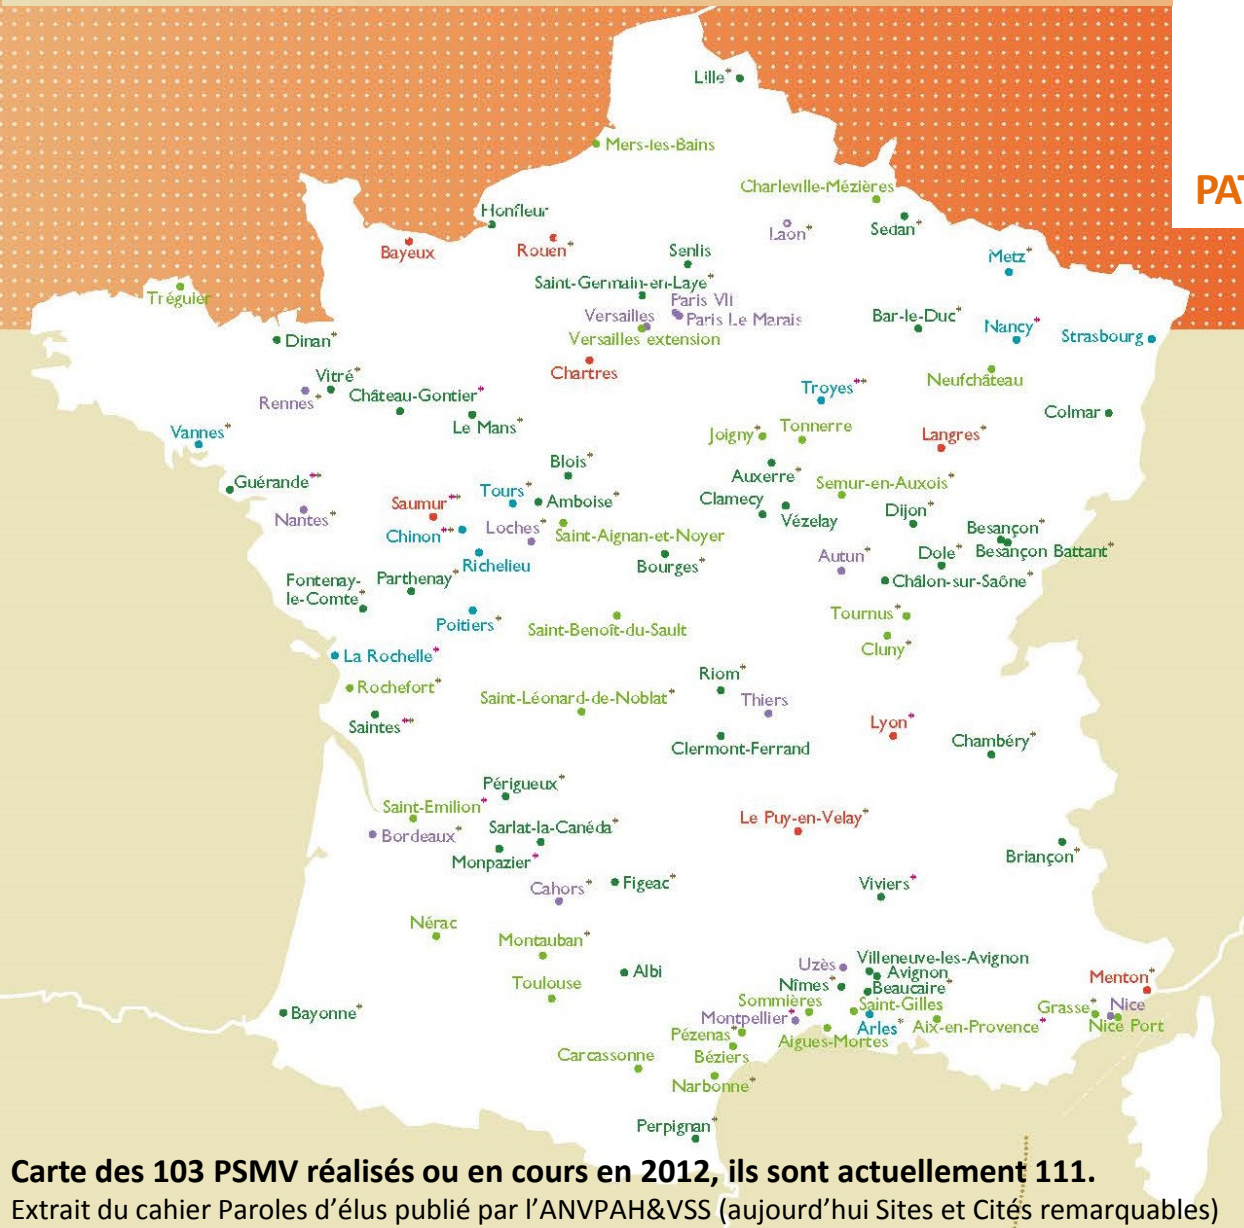 Lille*
Mers-les-Bains
Charleville-Mézières
PAT
Honfleur
Sedan*
Laon*
Bayeux
Rouen*
Senlis
Metz*
Saint-Germain-en-Laye*
Tréguier
Paris VII
Versailles
Paris Le Marais
Bar-le-Duc*
Nancy*
Strasbourg
Versailles extension
Dinan*
Chartres
Vitré*
Neufchâteau
Troyes**
Château-Gontier*
Rennes*
Colmar
Le Mans*
Vannes*
Joigny*
Tonnerre
Langres*
Blois*
Auxerre*
Semur-en-Auxois*
Guérande**
Tours*
Amboise*
Clamecy
Saumur**
Dijon*
Nantes*
Vézelay
Besançon*
Chinon**
Loches*
Saint-Aignan-et-Noyer
Autun*
Dole*
Besançon Battant*
Richelieu
Bourges*
Fontenay-
le-Comte*
Parthenay*
Châlon-sur-Saône*
Tournus*
Poitiers*
Saint-Benoît-du-Sault
Cluny*
La Rochelle*
Riom*
Rochefort*
Saint-Léonard-de-Noblat*
Thiers
Saintes**
Lyon*
Chambéry*
Clermont-Ferrand
Périgueux*
Saint-Emilion*
Le Puy-en-Velay*
Bordeaux*
Sarlat-la-Canéda*
Monpazier*
Briançon*
Cahors*
Figeac*
Viviers*
Nérac
Montauban*
Albi
Uzès
Villeneuve-les-Avignon
Avignon
Menton*
Toulouse
Nîmes*
Beaucaire*
Sommières
Saint-Gilles
Grasse*
Nice
Bayonne*
Montpellier*
Arles*
Aix-en-Provence*
Nice Port
Pézenas*
Aigues-Mortes
Carcassonne
Béziers
Narbonne*
Perpignan*
Carte des 103 PSMV réalisés ou en cours en 2012, ils sont actuellement 111.
Extrait du cahier Paroles d’élus publié par l’ANVPAH&VSS (aujourd’hui Sites et Cités remarquables)